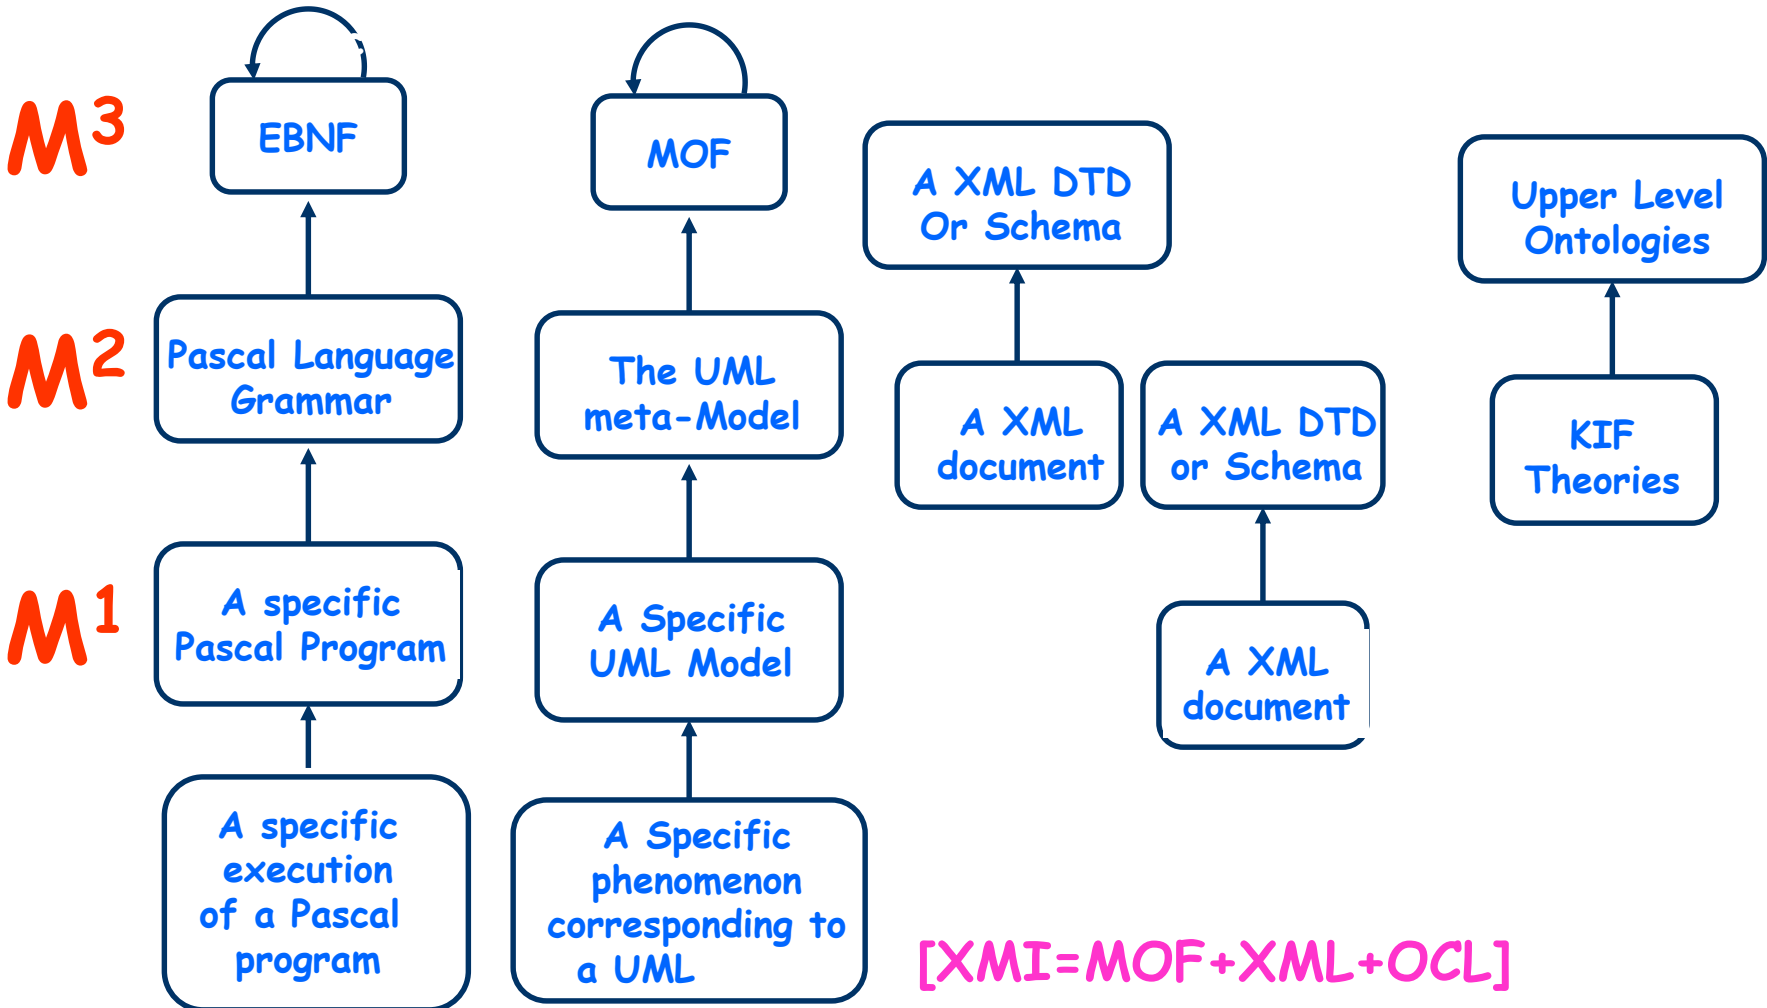 M3
EBNF
MOF
A XML DTD
Or Schema
Upper Level
Ontologies
M2
Pascal Language
Grammar
The UML
meta-Model
A XML
document
A XML DTD
or Schema
KIF
Theories
M1
A specific
Pascal Program
A Specific
UML Model
A XML
document
A specific
execution
of a Pascal
program
A Specific
phenomenon
corresponding to
a UML
[XMI=MOF+XML+OCL]